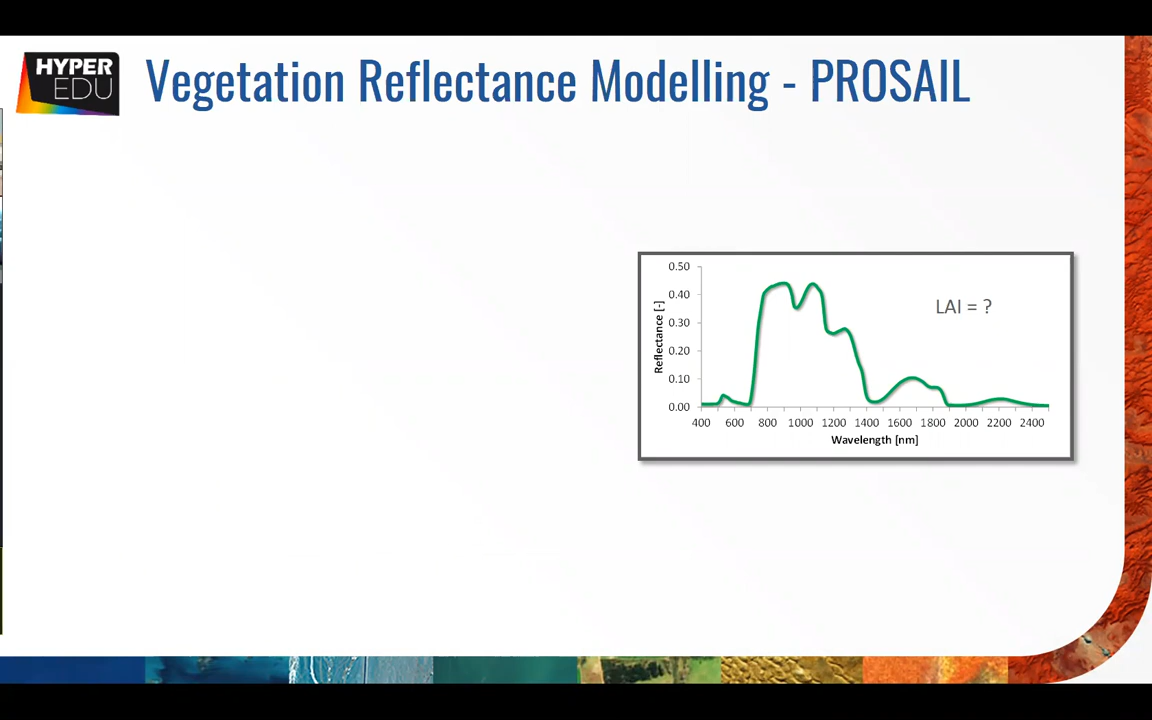 HYPER
EDU
Vegetation Reflectance Modelling - PROSAIL
0.50
0.40
0.30
0.20
0.10
0.00
Reflectance [-]
LAI = ?
400 600 800 1000 1200 1400 1600 1800 2000 2200 2400
Wavelength [nm]